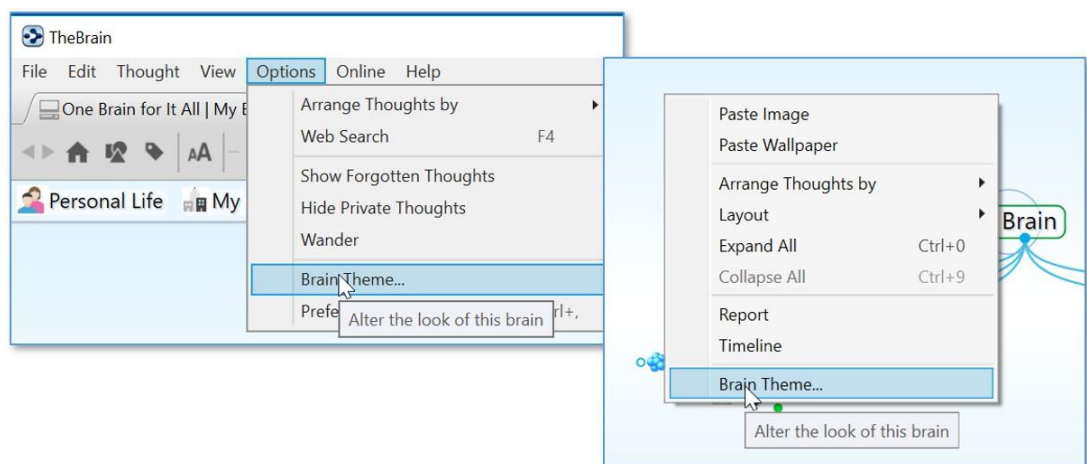 TheBrain
File Edit Thought View Options Online Help
One Brain for It All | My
Personal Life My
Arrange Thoughts by
Web Search F4
Show Forgotten Thoughts
Hide Private Thoughts
Wander
Brain Theme...
Prefe rl+,
Alter the look of this brain
Paste Image
Paste Wallpaper
Arrange Thoughts by
Layout
Expand All Ctrl+0
Collapse All Ctrl+9
Report
Timeline
Brain Theme...
Alter the look of this brain
Brain